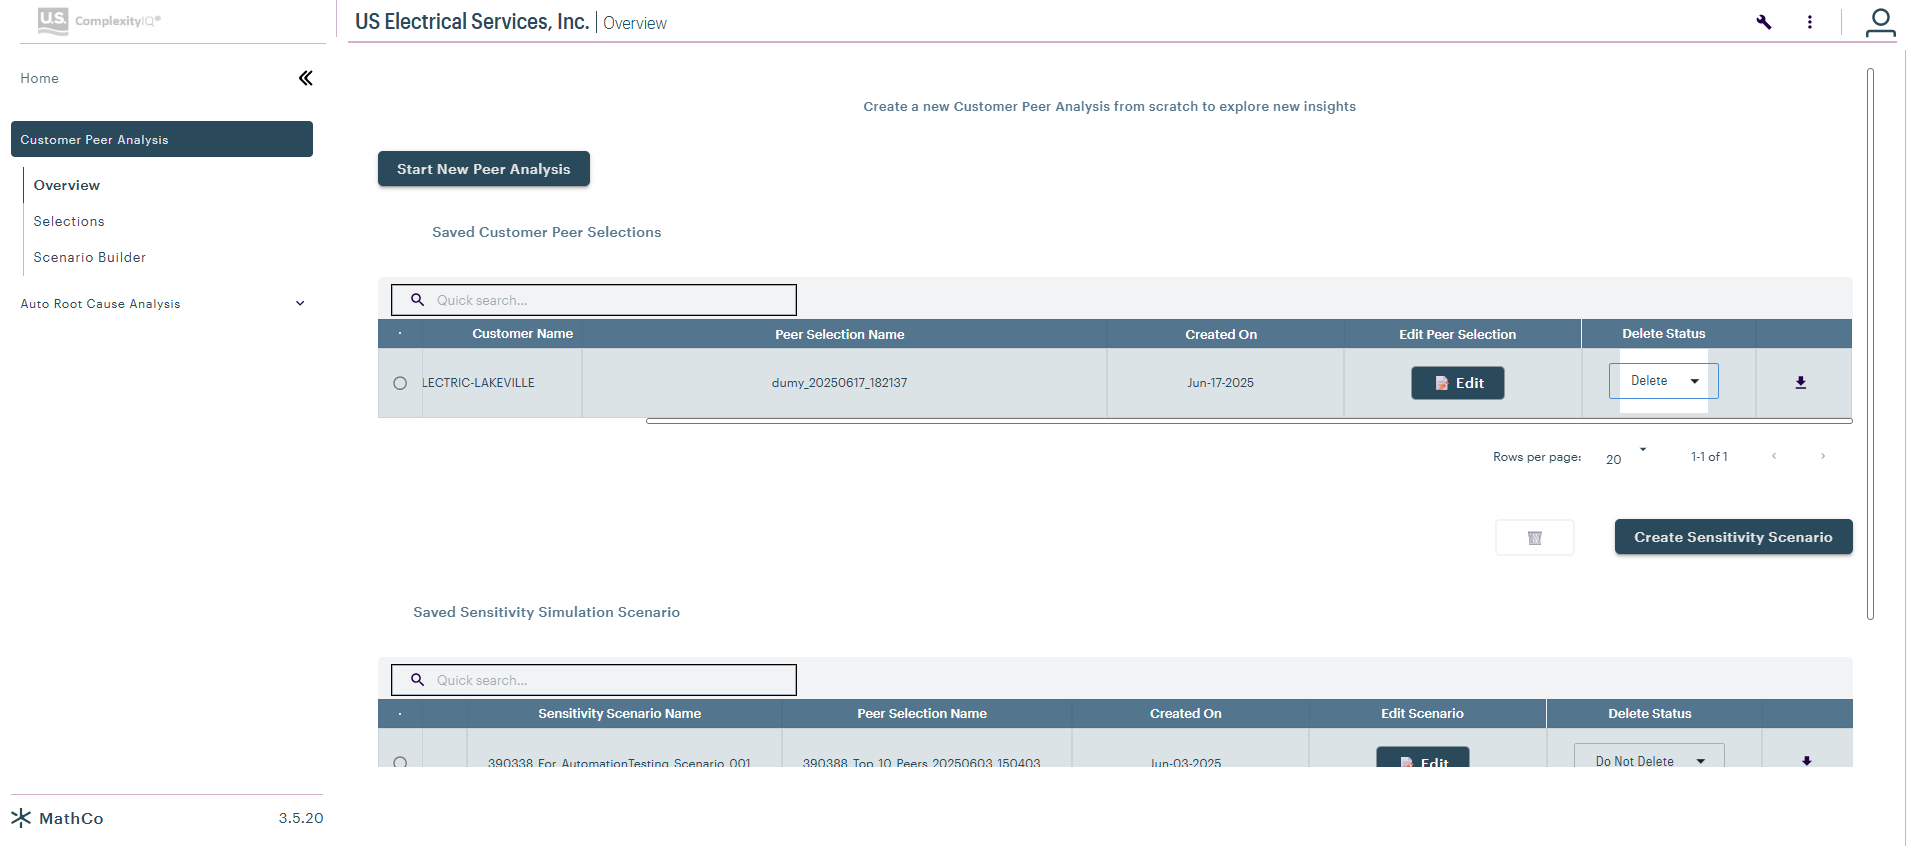 U.S. ComplexityIQ®
US Electrical Services, Inc. | Overview
Home
Customer Peer Analysis
Overview
Selections
Scenario Builder
Auto Root Cause Analysis
MathCo 3.5.20
Create a new Customer Peer Analysis from scratch to explore new insights
Start New Peer Analysis
Saved Customer Peer Selections
Quick search...
Customer Name Peer Selection Name Created On Edit Peer Selection Delete Status
LECTRIC-LAKEVILLE dumy_20250617_182137 Jun-17-2025 Edit Delete
Rows per page: 20 1-1 of 1
Create Sensitivity Scenario
Saved Sensitivity Simulation Scenario
Quick search...
Sensitivity Scenario Name Peer Selection Name Created On Edit Scenario Delete Status
390338_For_AutomationTesting_Scenario_001 390388_Top_10_Peers_20250603_150403 Jun-03-2025 Edit Do Not Delete